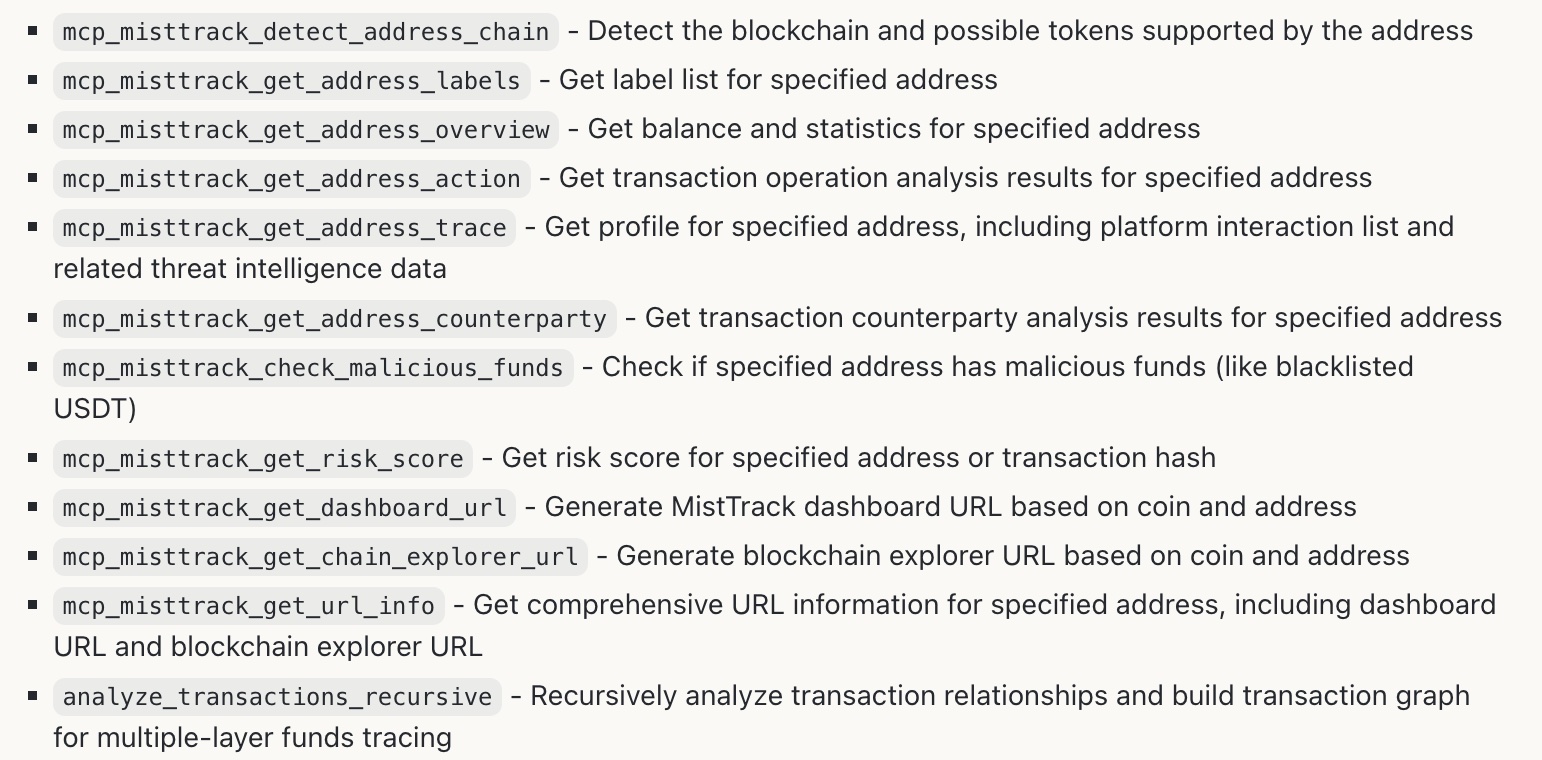 mcp_misttrack_detect_address_chain - Detect the blockchain and possible tokens supported by the address
mcp_misttrack_get_address_labels - Get label list for specified address
mcp_misttrack_get_address_overview - Get balance and statistics for specified address
mcp_misttrack_get_address_action - Get transaction operation analysis results for specified address
mcp_misttrack_get_address_trace - Get profile for specified address, including platform interaction list and
related threat intelligence data
mcp_misttrack_get_address_counterparty - Get transaction counterparty analysis results for specified address
mcp_misttrack_check_malicious_funds - Check if specified address has malicious funds (like blacklisted
USDT)
mcp_misttrack_get_risk_score - Get risk score for specified address or transaction hash
mcp_misttrack_get_dashboard_url - Generate MistTrack dashboard URL based on coin and address
mcp_misttrack_get_chain_explorer_url - Generate blockchain explorer URL based on coin and address
mcp_misttrack_get_url_info - Get comprehensive URL information for specified address, including dashboard
URL and blockchain explorer URL
analyze_transactions_recursive - Recursively analyze transaction relationships and build transaction graph
for multiple-layer funds tracing